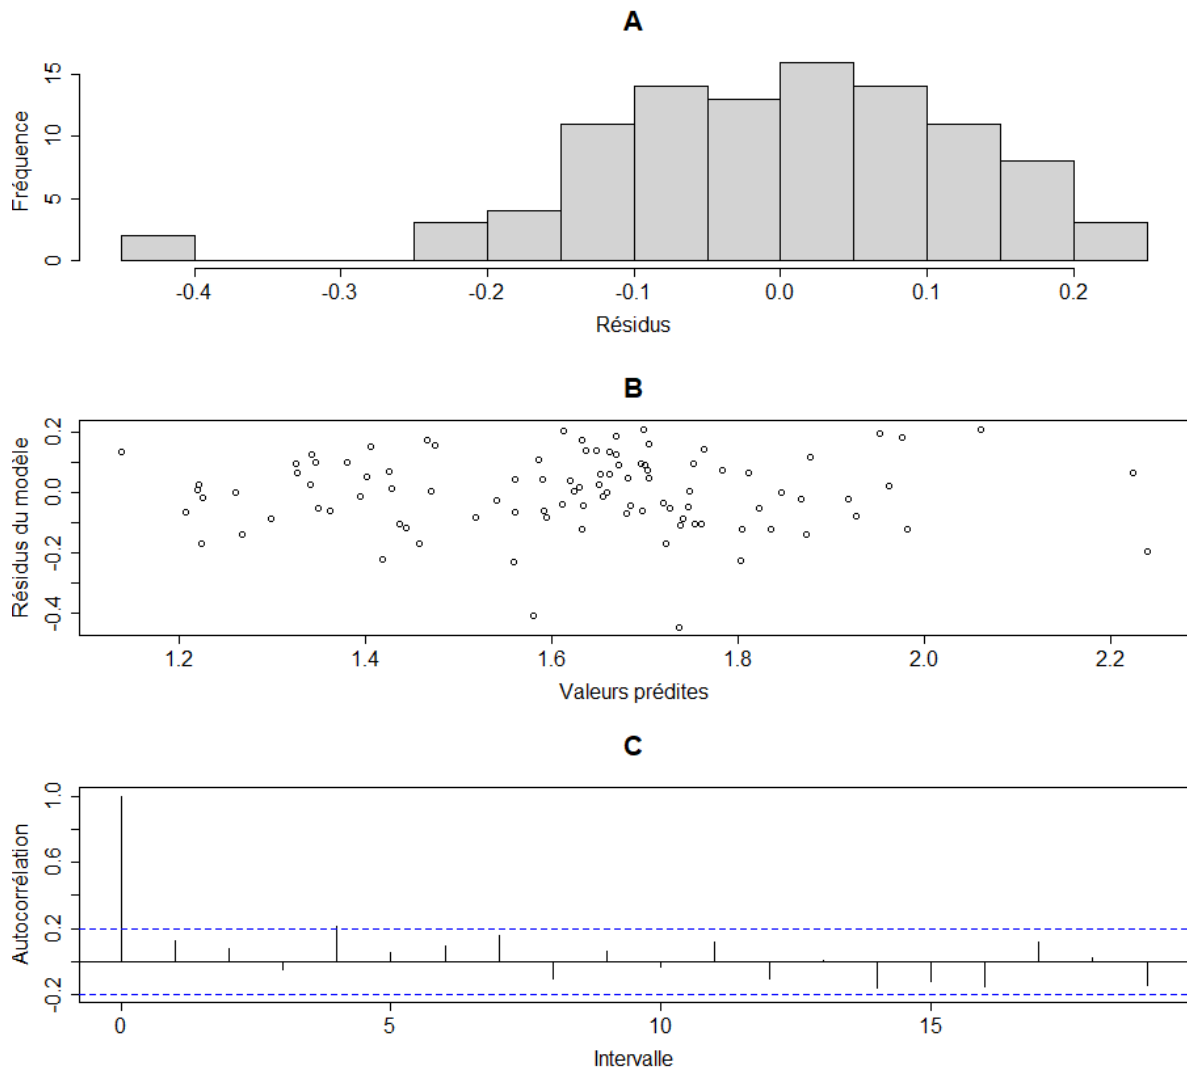 A
Fréquence
0 5 10 15
-0.4 -0.3 -0.2 -0.1 0.0 0.1 0.2
Résidus
B
Résidus du modèle
-0.4 -0.2 0.0 0.2
1.2 1.4 1.6 1.8 2.0 2.2
Valeurs prédites
C
Autocorrélation
-0.2 0.2 0.6 1.0
0 5 10 15
Intervalle